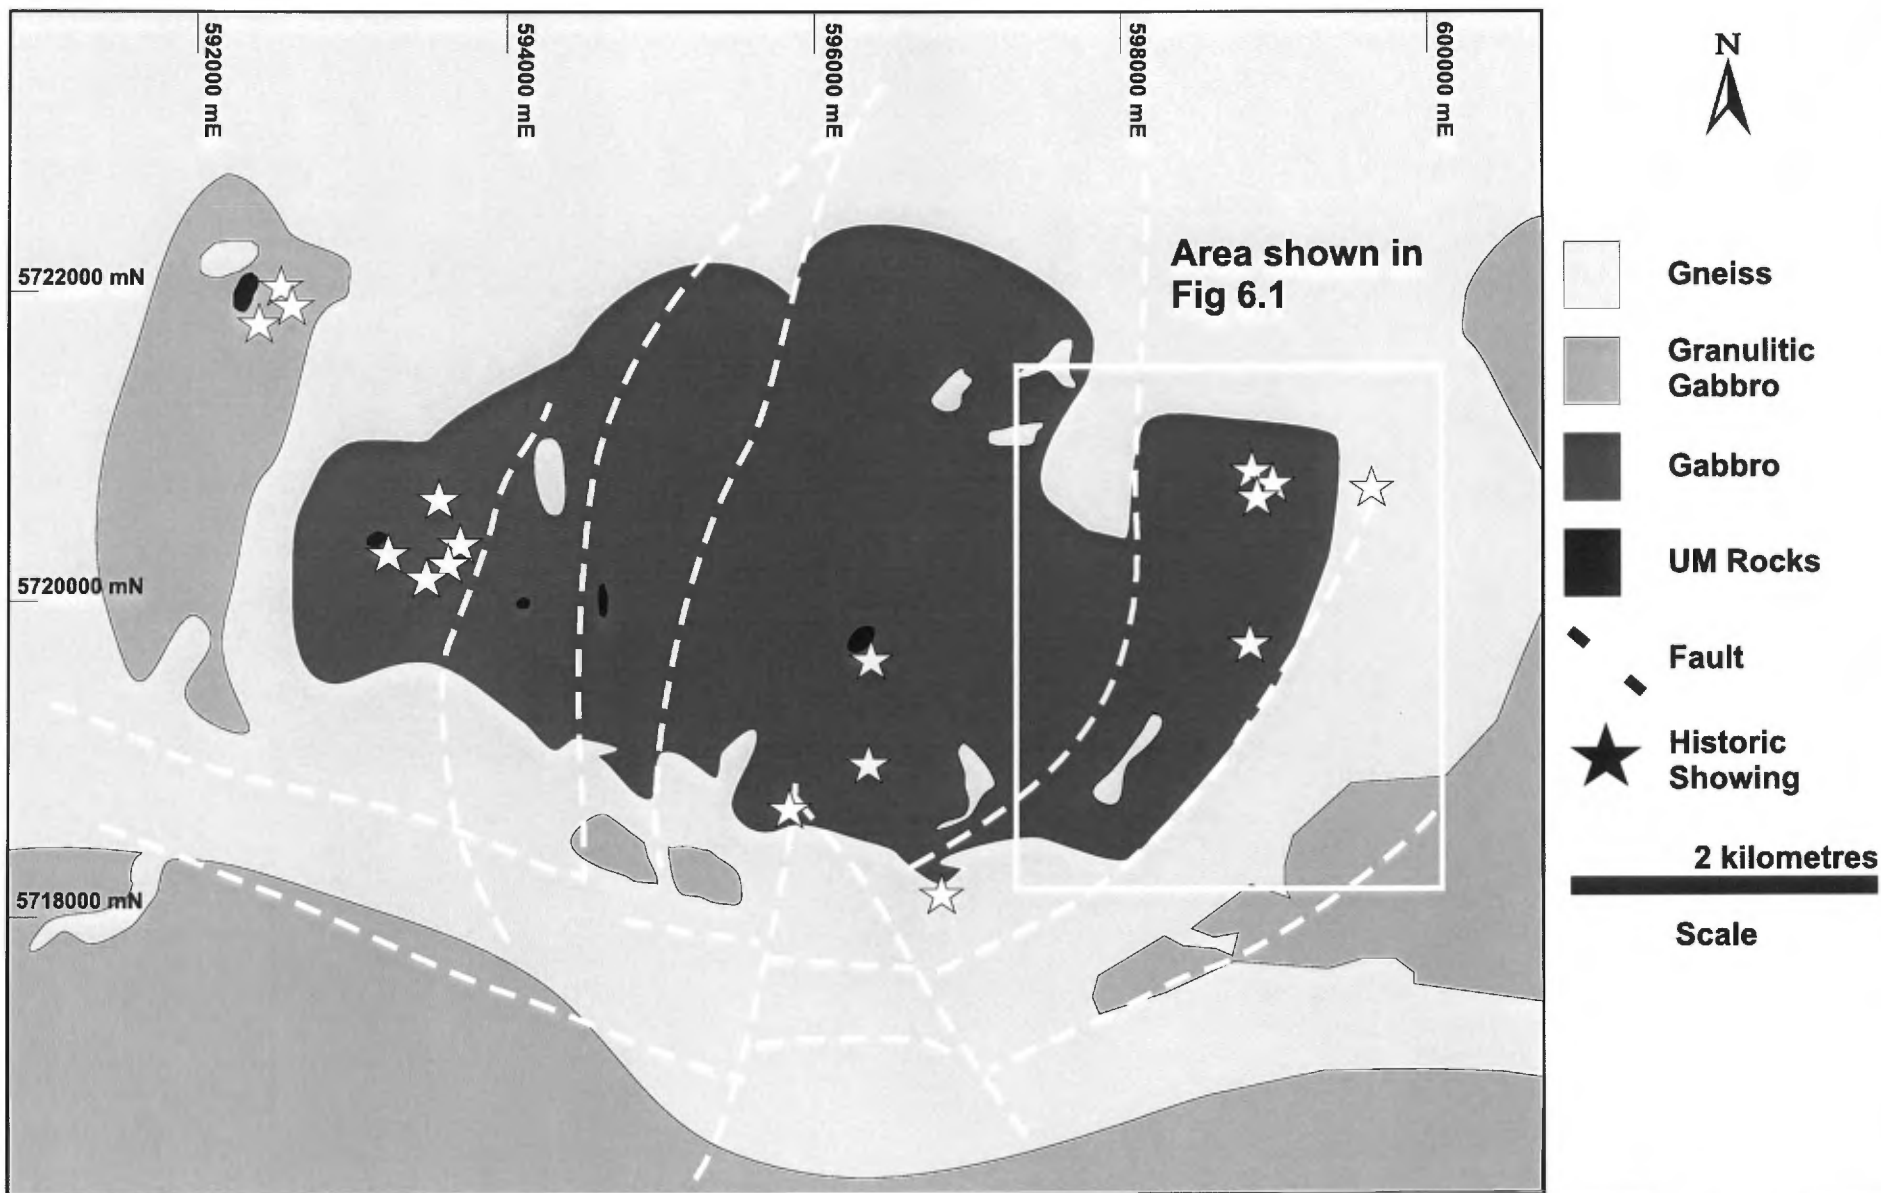 592000 mE
594000 mE
596000 mE
598000 mE
600000 mE
N
Area shown in
Fig 6.1
5722000 mN
5720000 mN
5718000 mN
Gneiss
Granulitic
Gabbro
Gabbro
UM Rocks
Fault
Historic
Showing
2 kilometres
Scale